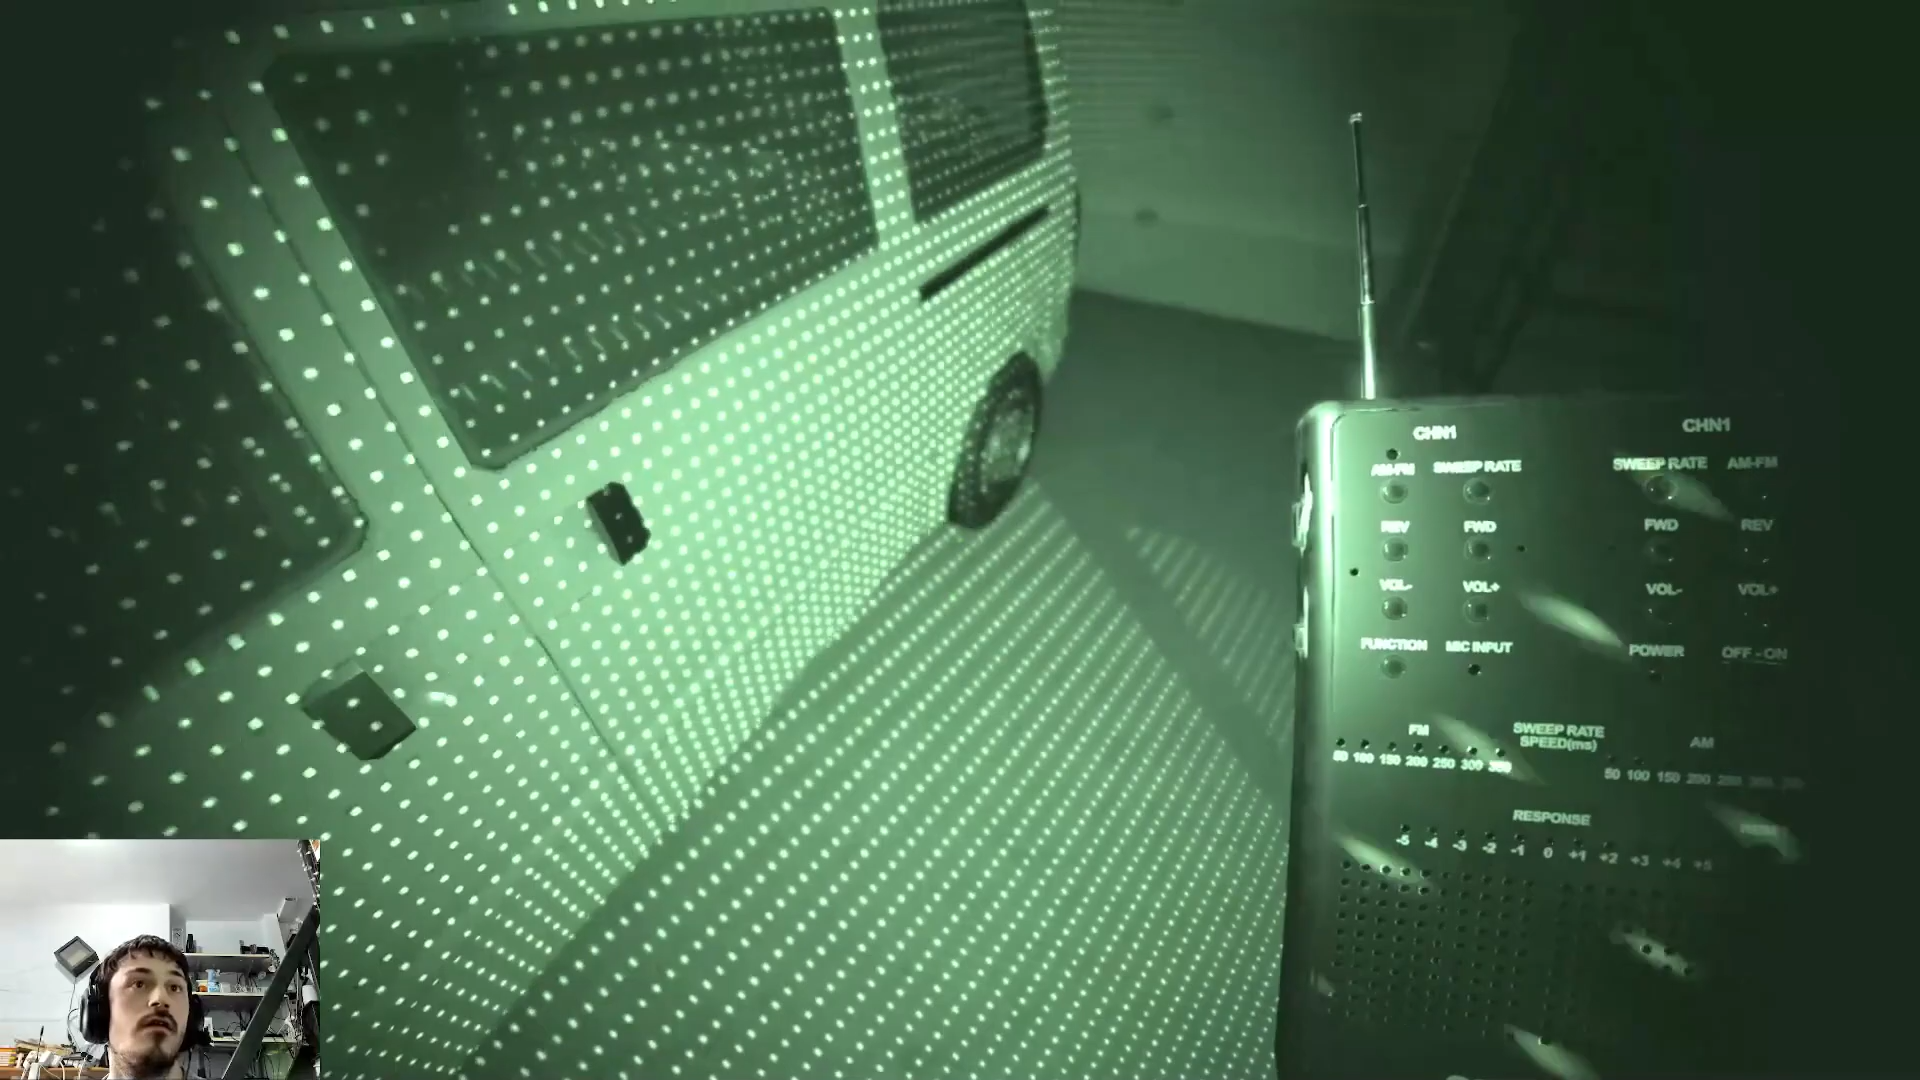 CHN1 CHN1
AM-FM SWEEP RATE SWEEP RATE AM-FM
REV FWD FWD REV
VOL- VOL+ VOL- VOL+
FUNCTION MIC INPUT POWER OFF - ON
FM SWEEP RATE AM
SPEED(ms)
50 100 150 200 250 300 350 50 100 150 200 250 300
RESPONSE
-5 -4 -3 -2 -1 0 +1 +2 +3 +4 +5